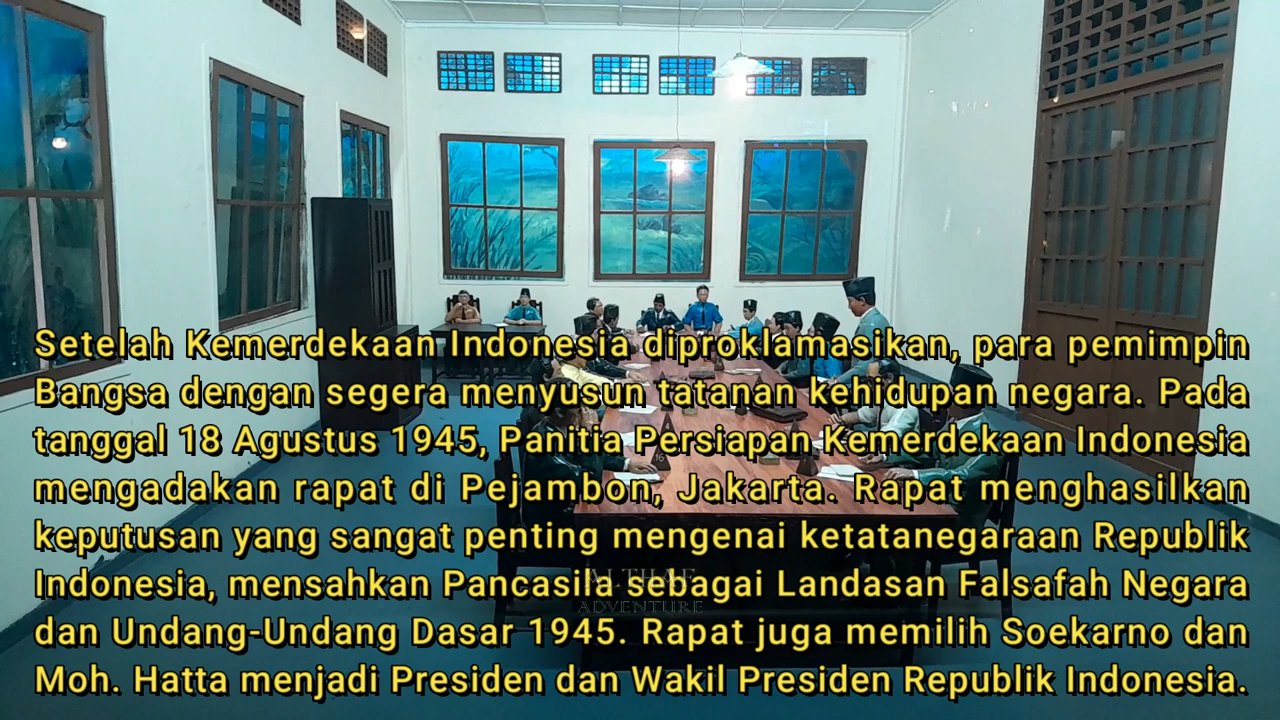 Setelah Kemerdekaan Indonesia diproklamasikan, para pemimpin
Bangsa dengan segera menyusun tatanan kehidupan negara. Pada
tanggal 18 Agustus 1945, Panitia Persiapan Kemerdekaan Indonesia
mengadakan rapat di Pejambon, Jakarta. Rapat menghasilkan
keputusan yang sangat penting mengenai ketatanegaraan Republik
Indonesia, mensahkan Pancasila sebagai Landasan Falsafah Negara
dan Undang-Undang Dasar 1945. Rapat juga memilih Soekarno dan
Moh. Hatta menjadi Presiden dan Wakil Presiden Republik Indonesia.
16
ALTHAF
ADVENTURE